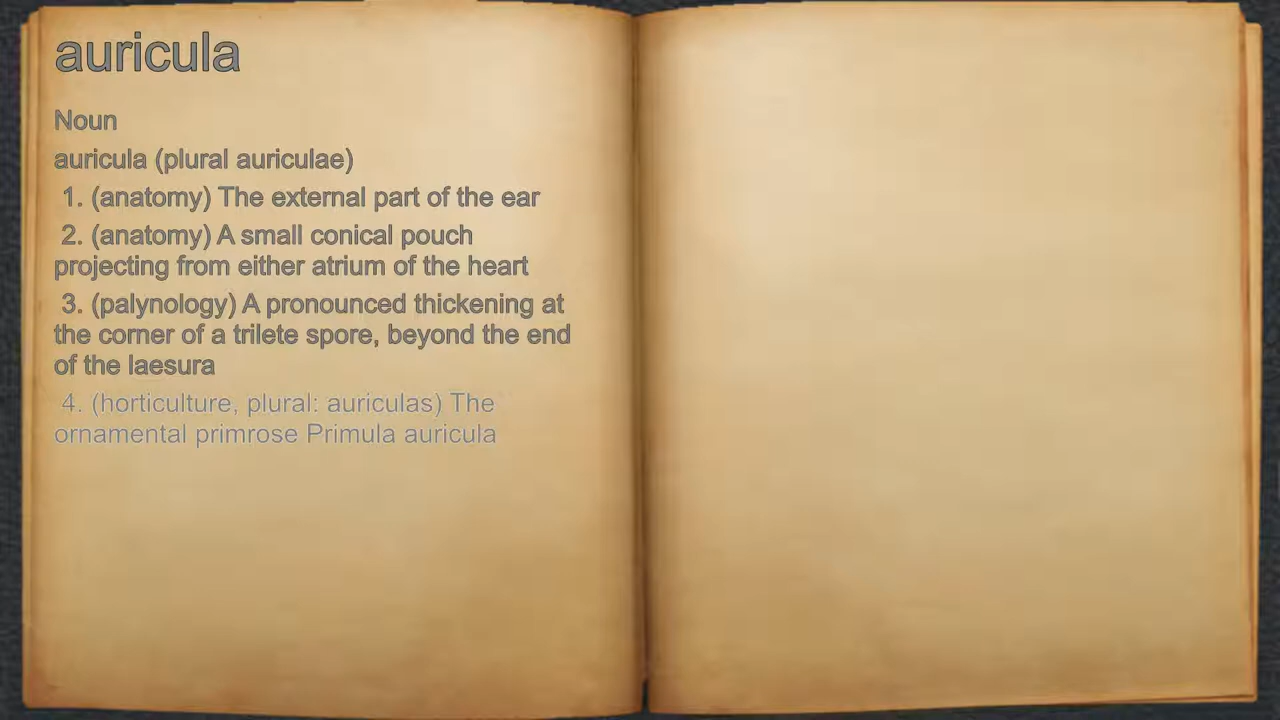 auricula
Noun
auricula (plural auriculae)
1. (anatomy) The external part of the ear
2. (anatomy) A small conical pouch
projecting from either atrium of the heart
3. (palynology) A pronounced thickening at
the corner of a trilete spore, beyond the end
of the laesura
4. (horticulture, plural: auriculas) The
ornamental primrose Primula auricula